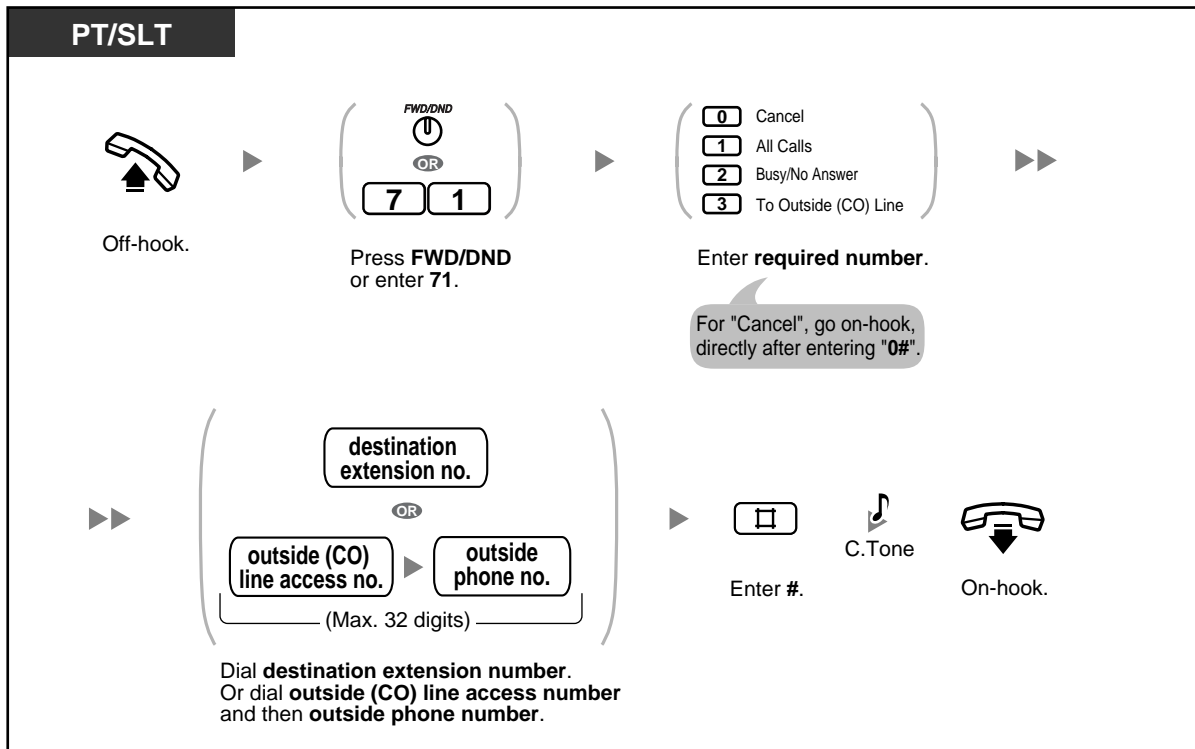 PT/SLT
Off-hook.
FWD/DND
OR
7 1
Press FWD/DND
or enter 71.
0 Cancel
1 All Calls
2 Busy/No Answer
3 To Outside (CO) Line
Enter required number.
For "Cancel", go on-hook,
directly after entering "0#".
destination
extension no.
OR
outside (CO)
line access no.
outside
phone no.
(Max. 32 digits)
Dial destination extension number.
Or dial outside (CO) line access number
and then outside phone number.
#
Enter #.
C.Tone
On-hook.